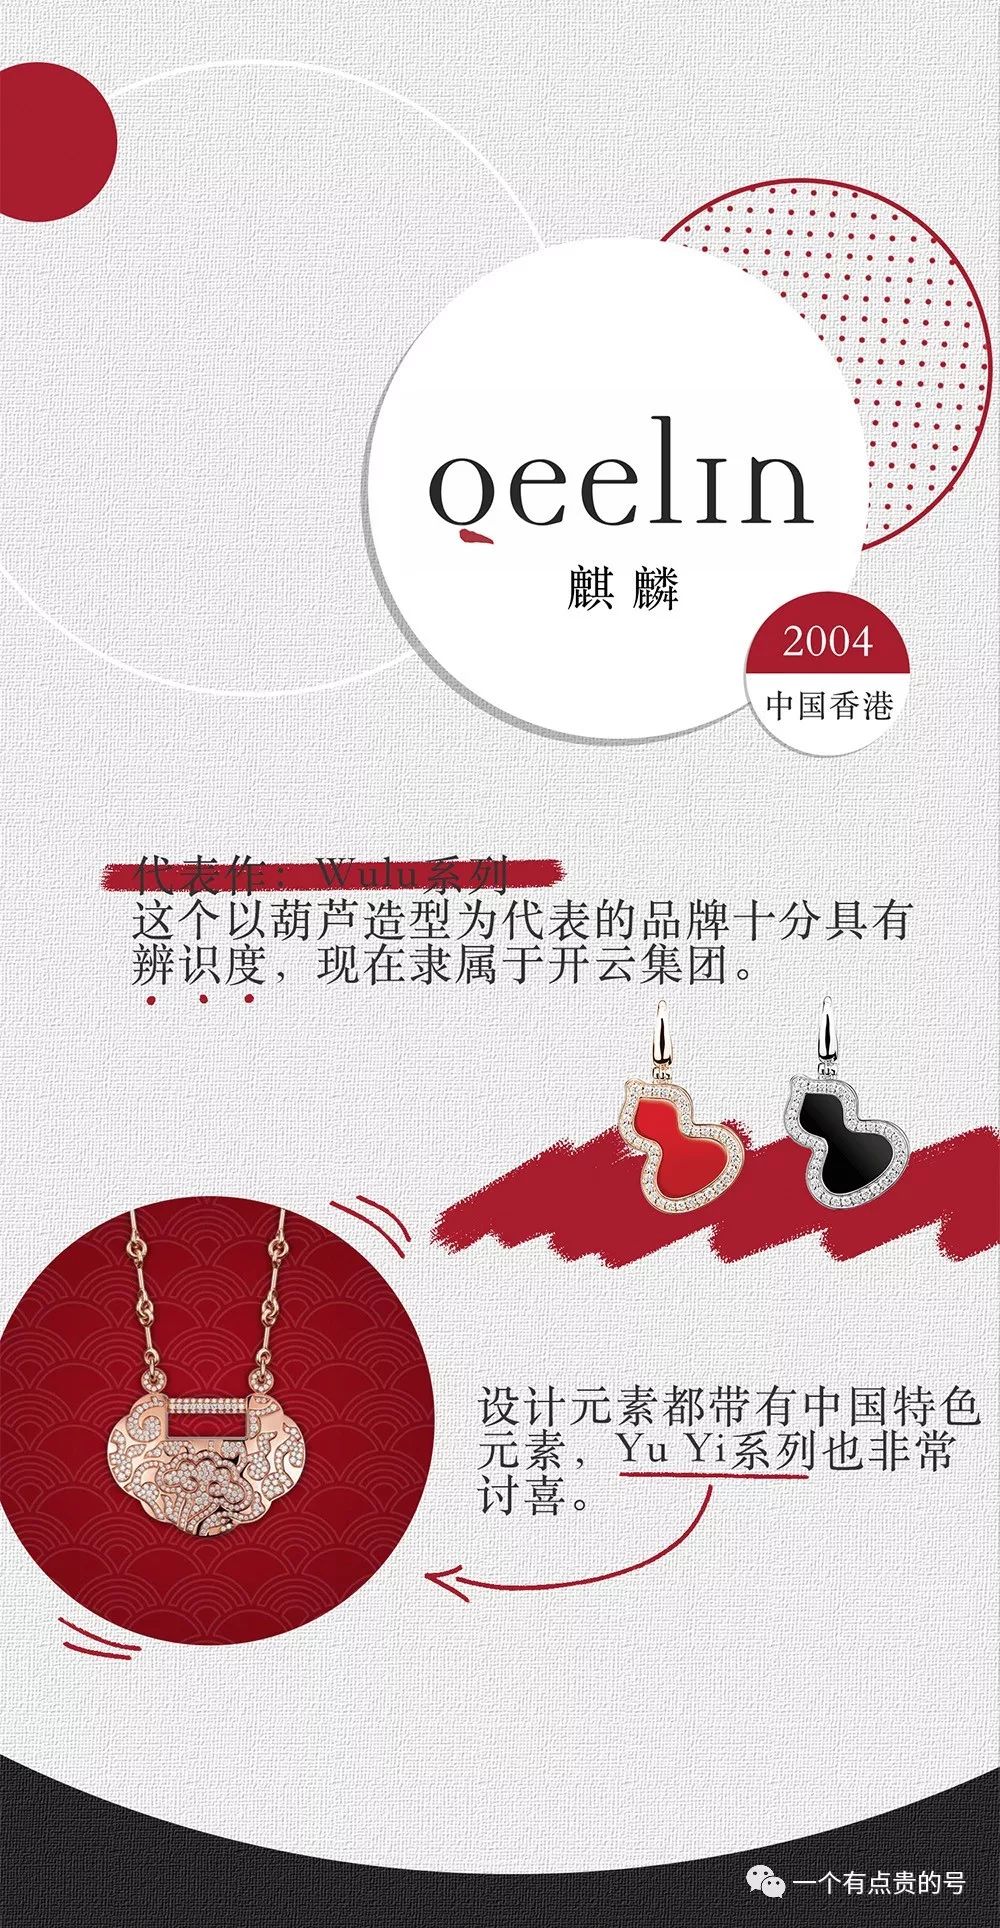 Qeelin
麒麟
2004
中国香港
代表作：Wulu系列
这个以葫芦造型为代表的品牌十分具有
辨识度，现在隶属于开云集团。
设计元素都带有中国特色
元素，Yu Yi系列也非常
讨喜。
一个有点贵的号